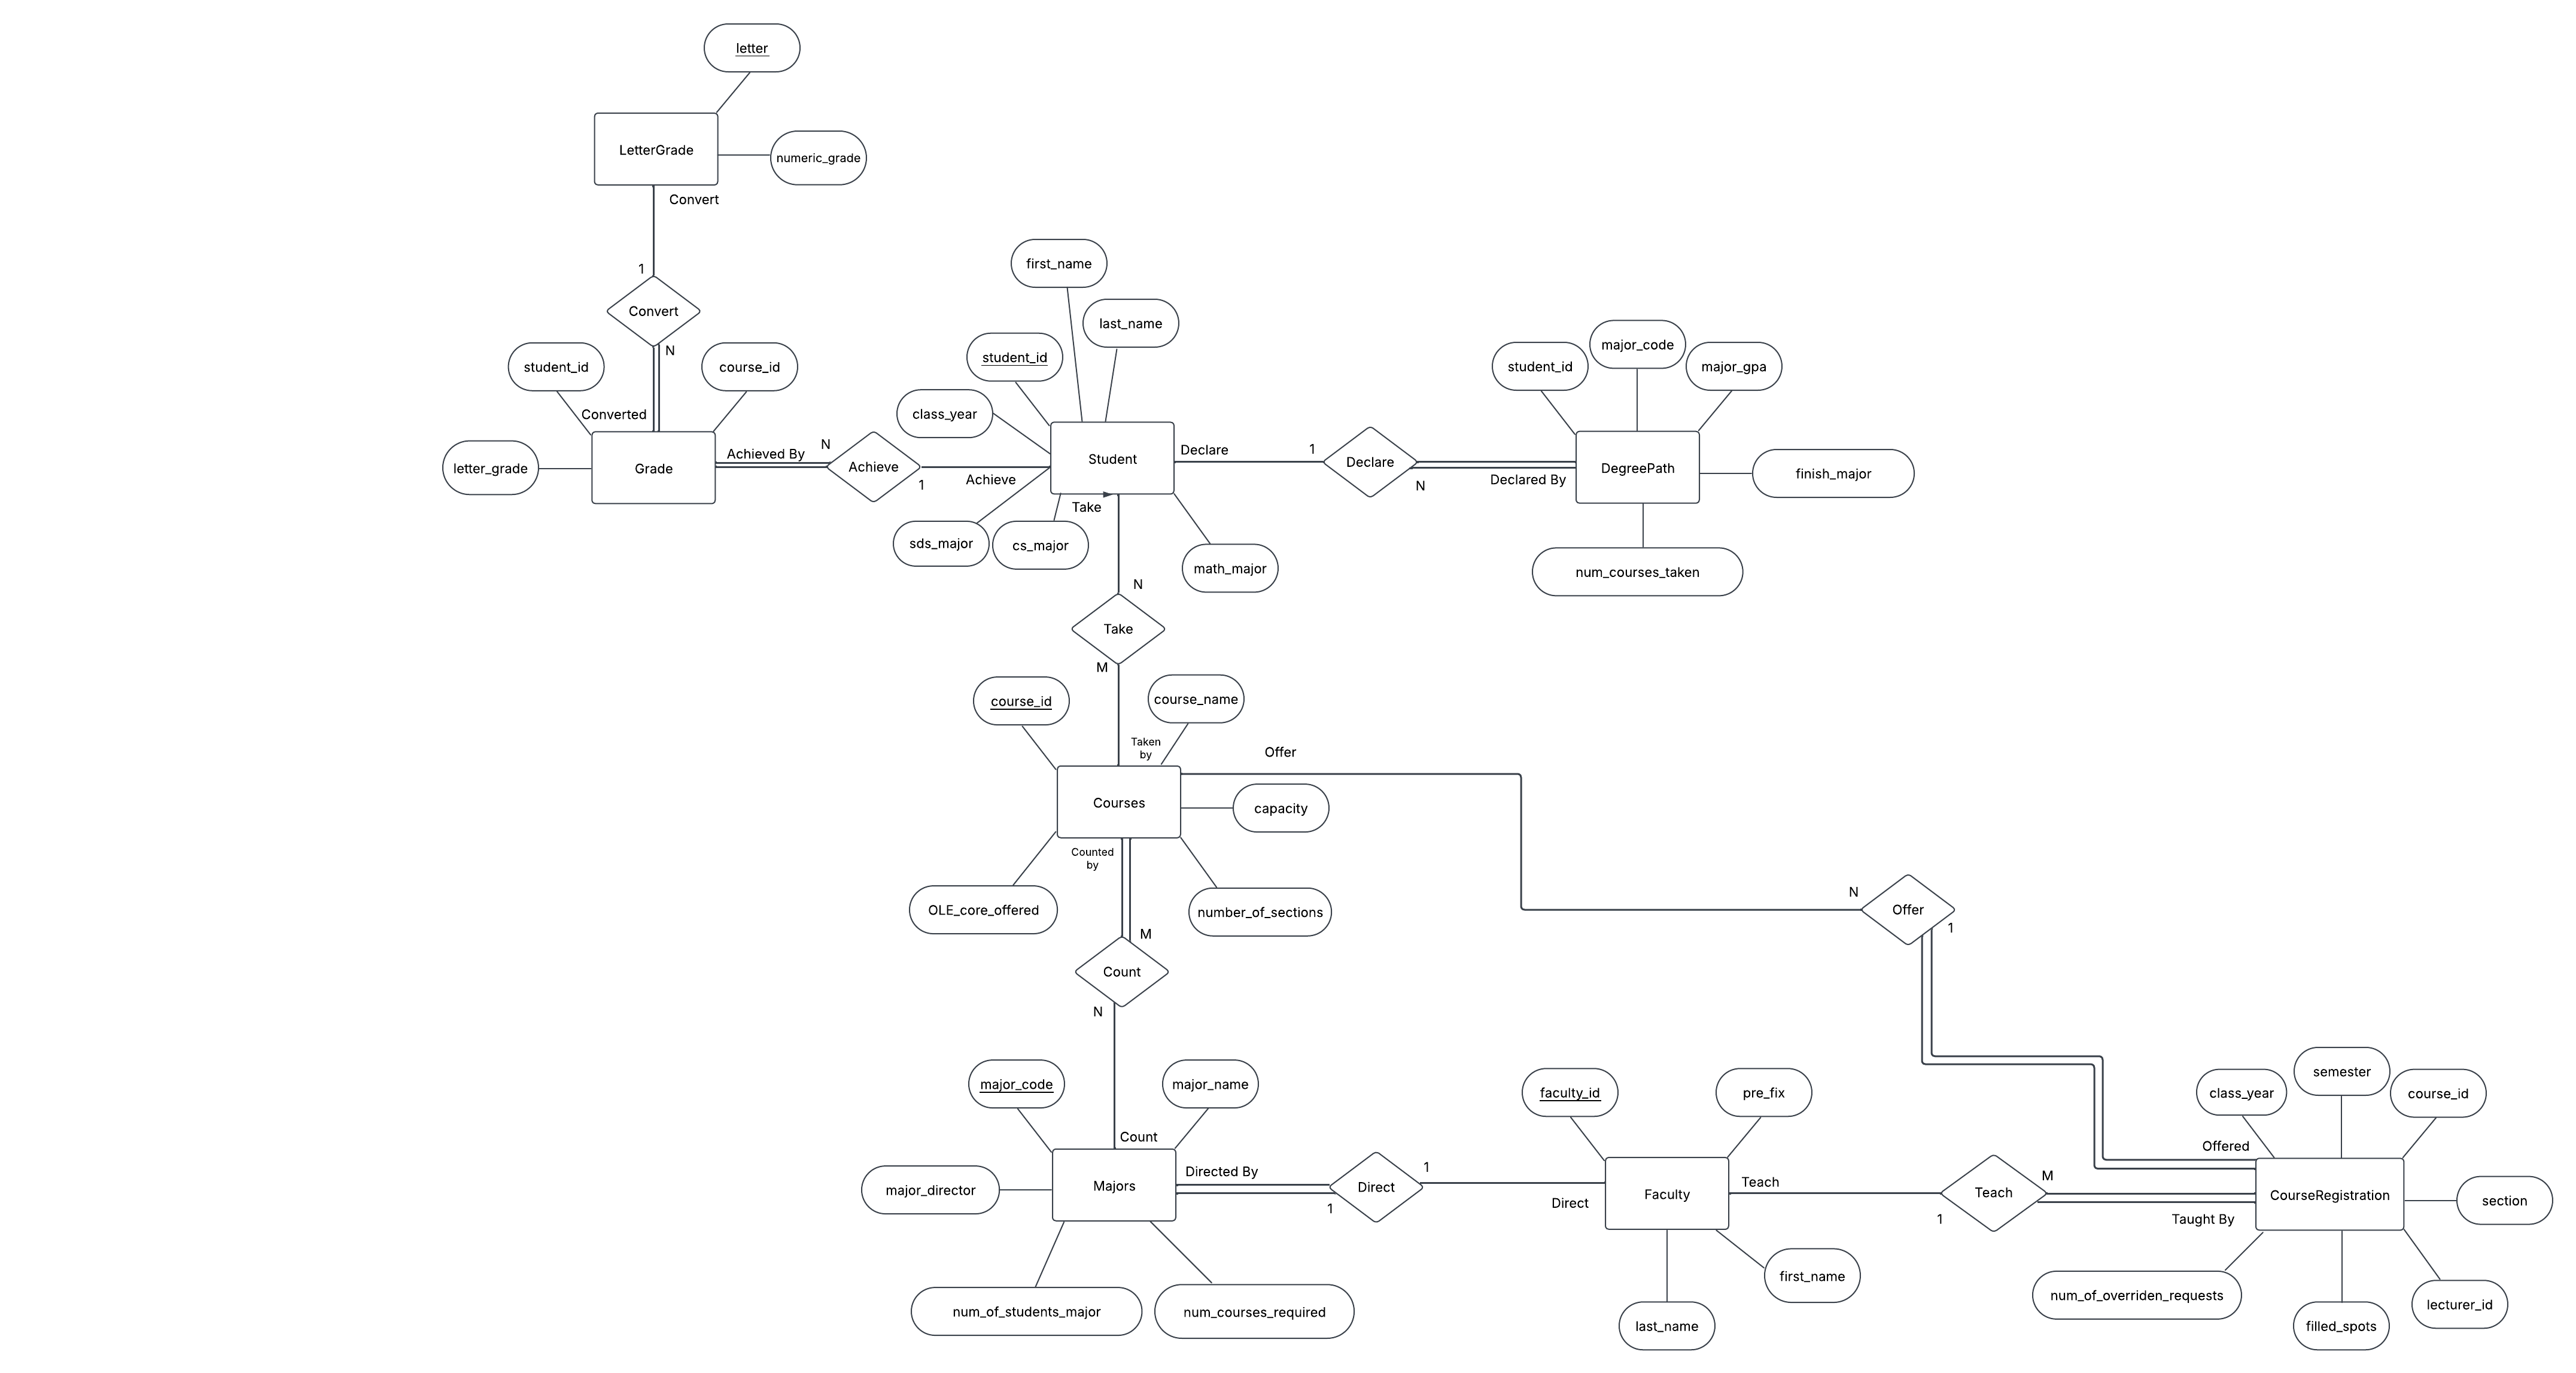 letter
LetterGrade
numeric_grade
Convert
1
Convert
N
student_id
course_id
Converted
letter_grade
Grade
Achieved By
N
Achieve
1
Achieve
first_name
last_name
student_id
class_year
Student
sds_major
cs_major
math_major
Take
Declare
1
Declare
N
Declared By
student_id
major_code
major_gpa
DegreePath
finish_major
num_courses_taken
N
Take
M
course_id
course_name
Taken
by
Offer
Courses
capacity
Counted
by
OLE_core_offered
number_of_sections
M
Count
N
N
Offer
1
major_code
major_name
Count
major_director
Majors
Directed By
1
Direct
1
Direct
num_of_students_major
num_courses_required
faculty_id
pre_fix
Faculty
Teach
first_name
last_name
1
Teach
M
Taught By
Offered
class_year
semester
course_id
CourseRegistration
section
num_of_overriden_requests
filled_spots
lecturer_id